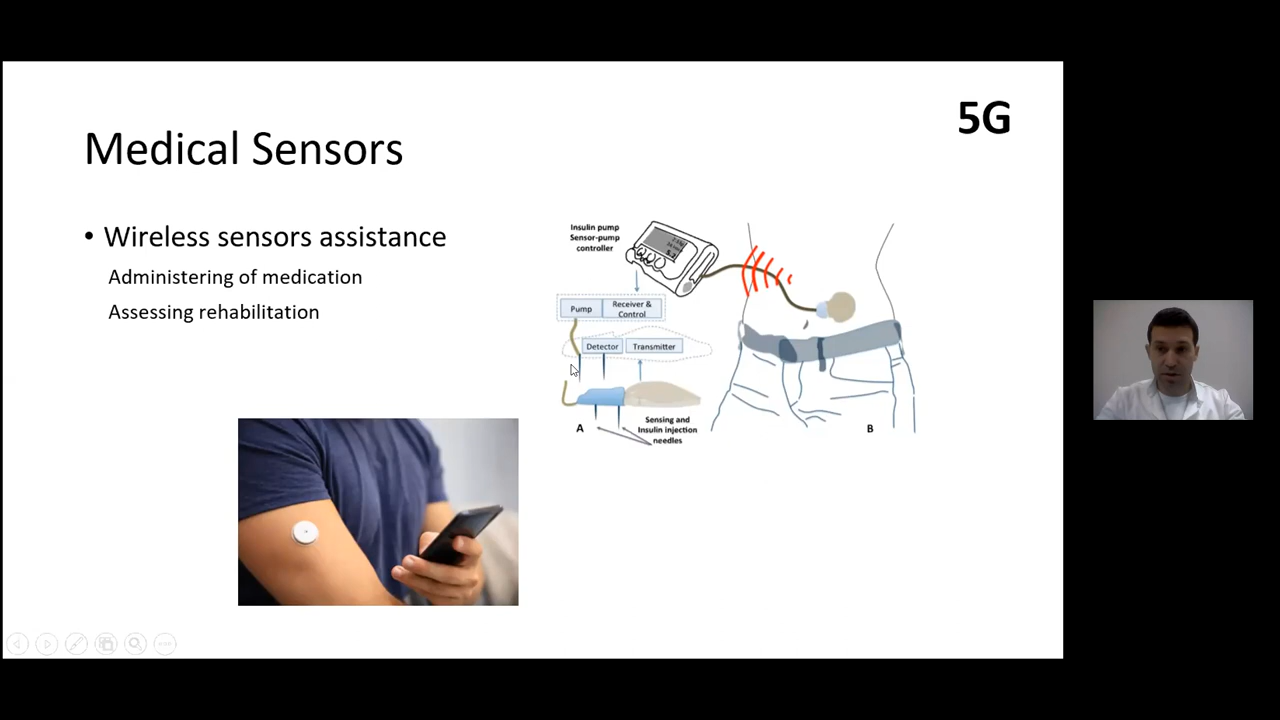 5G
Medical Sensors
• Wireless sensors assistance
Administering of medication
Assessing rehabilitation
Insulin pump
Sensor-pump
controller
Pump
Receiver &
Control
Detector
Transmitter
Sensing and
Insulin injection
needles
A
B